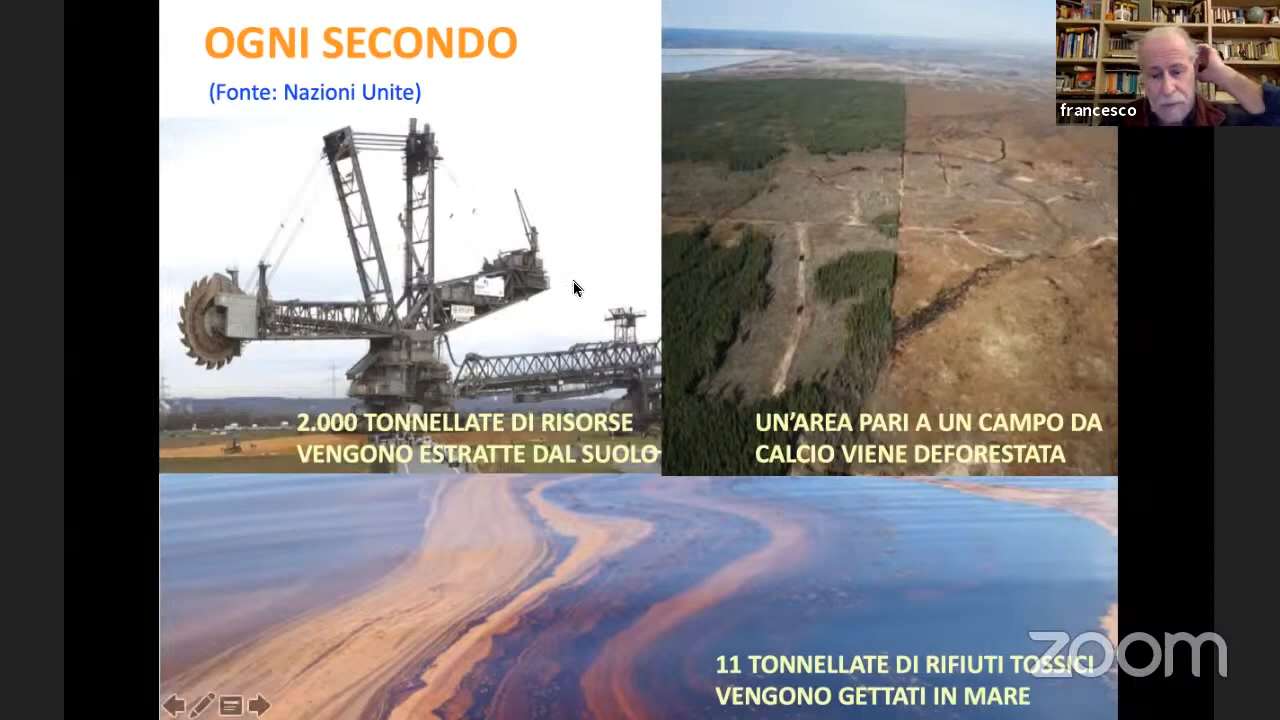 OGNI SECONDO
(Fonte: Nazioni Unite)
francesco
2.000 TONNELLATE DI RISORSE
VENGONO ESTRATTE DAL SUOLO
UN’AREA PARI A UN CAMPO DA
CALCIO VIENE DEFORESTATA
11 TONNELLATE DI RIFIUTI TOSSICI
VENGONO GETTATI IN MARE
zoom